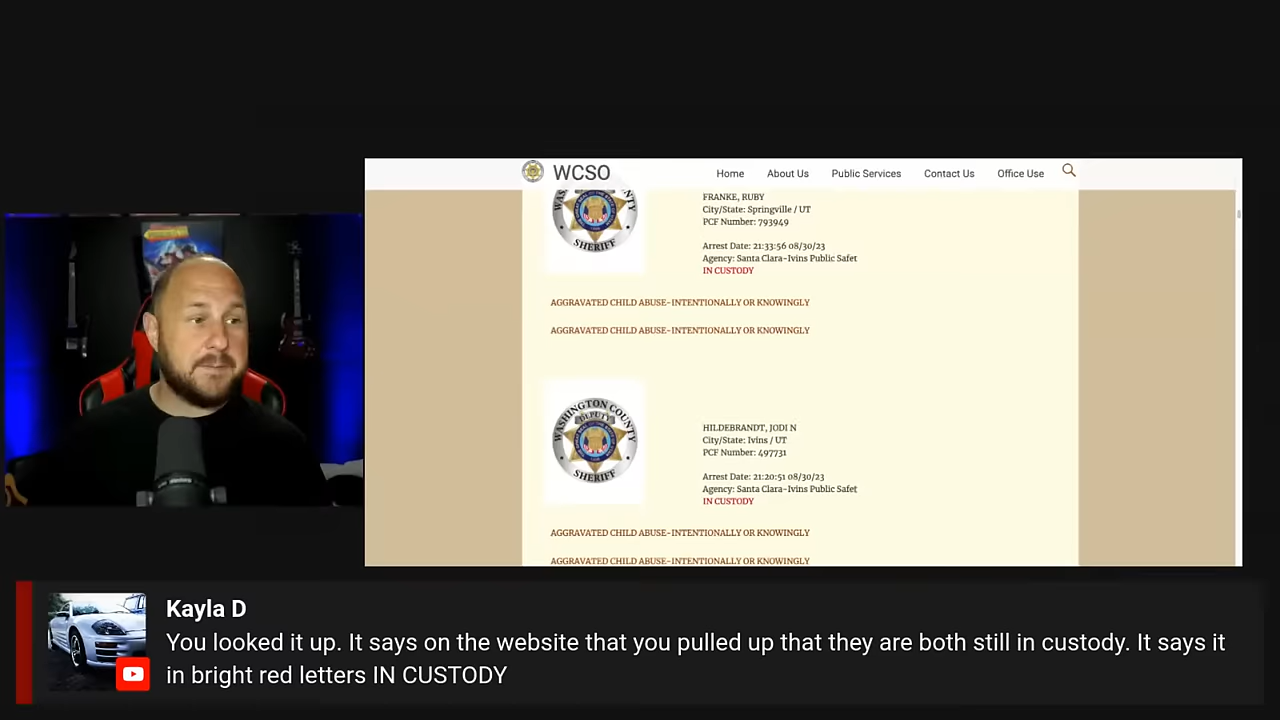 WCSO
Home
About Us
Public Services
Contact Us
Office Use
SHERIFF
FRANKE, RUBY
City/State: Springville / UT
PCF Number: 793949
Arrest Date: 21:33:56 08/30/23
Agency: Santa Clara-Ivins Public Safet
IN CUSTODY
AGGRAVATED CHILD ABUSE-INTENTIONALLY OR KNOWINGLY
AGGRAVATED CHILD ABUSE-INTENTIONALLY OR KNOWINGLY
WASHINGTON COUNTY
DEPUTY
SHERIFF
HILDEBRANDT, JODI N
City/State: Ivins / UT
PCF Number: 497731
Arrest Date: 21:20:51 08/30/23
Agency: Santa Clara-Ivins Public Safet
IN CUSTODY
AGGRAVATED CHILD ABUSE-INTENTIONALLY OR KNOWINGLY
AGGRAVATED CHILD ABUSE-INTENTIONALLY OR KNOWINGLY
Kayla D
You looked it up. It says on the website that you pulled up that they are both still in custody. It says it
in bright red letters IN CUSTODY